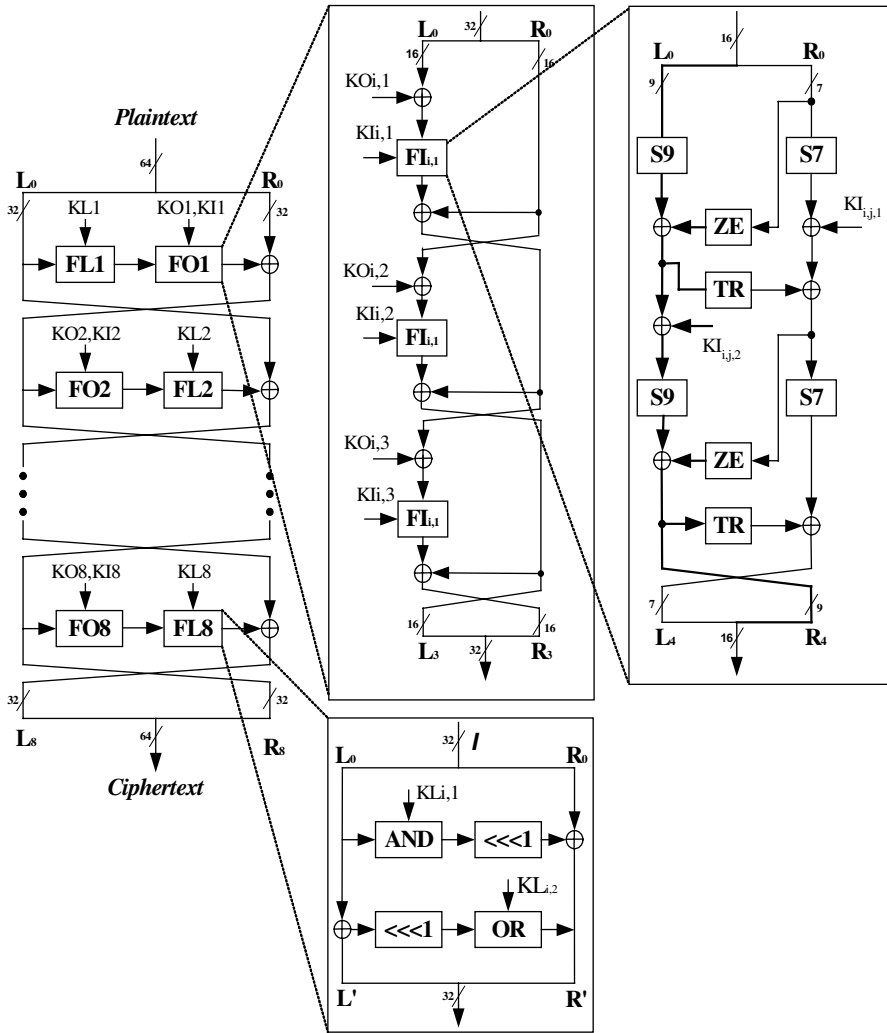 Plaintext
64
L0 R0
32 32
KL1 KO1,KI1
FL1 FO1
KO2,KI2 KL2
FO2 FL2
KO8,KI8 KL8
FO8 FL8
32 32
L8 64 R8
Ciphertext
32
L0 R0
16 16
KOi,1
KIi,1
FIi,1
KOi,2
KIi,2
FIi,1
KOi,3
KIi,3
FIi,1
16 16
L3 32 R3
16
L0 R0
9 7
S9 S7
ZE KIi,j,1
TR
KIi,j,2
S9 S7
ZE
TR
7 9
L4 16 R4
32 I
L0 R0
KLi,1
AND <<<1
KLi,2
<<<1 OR
L' 32 R'